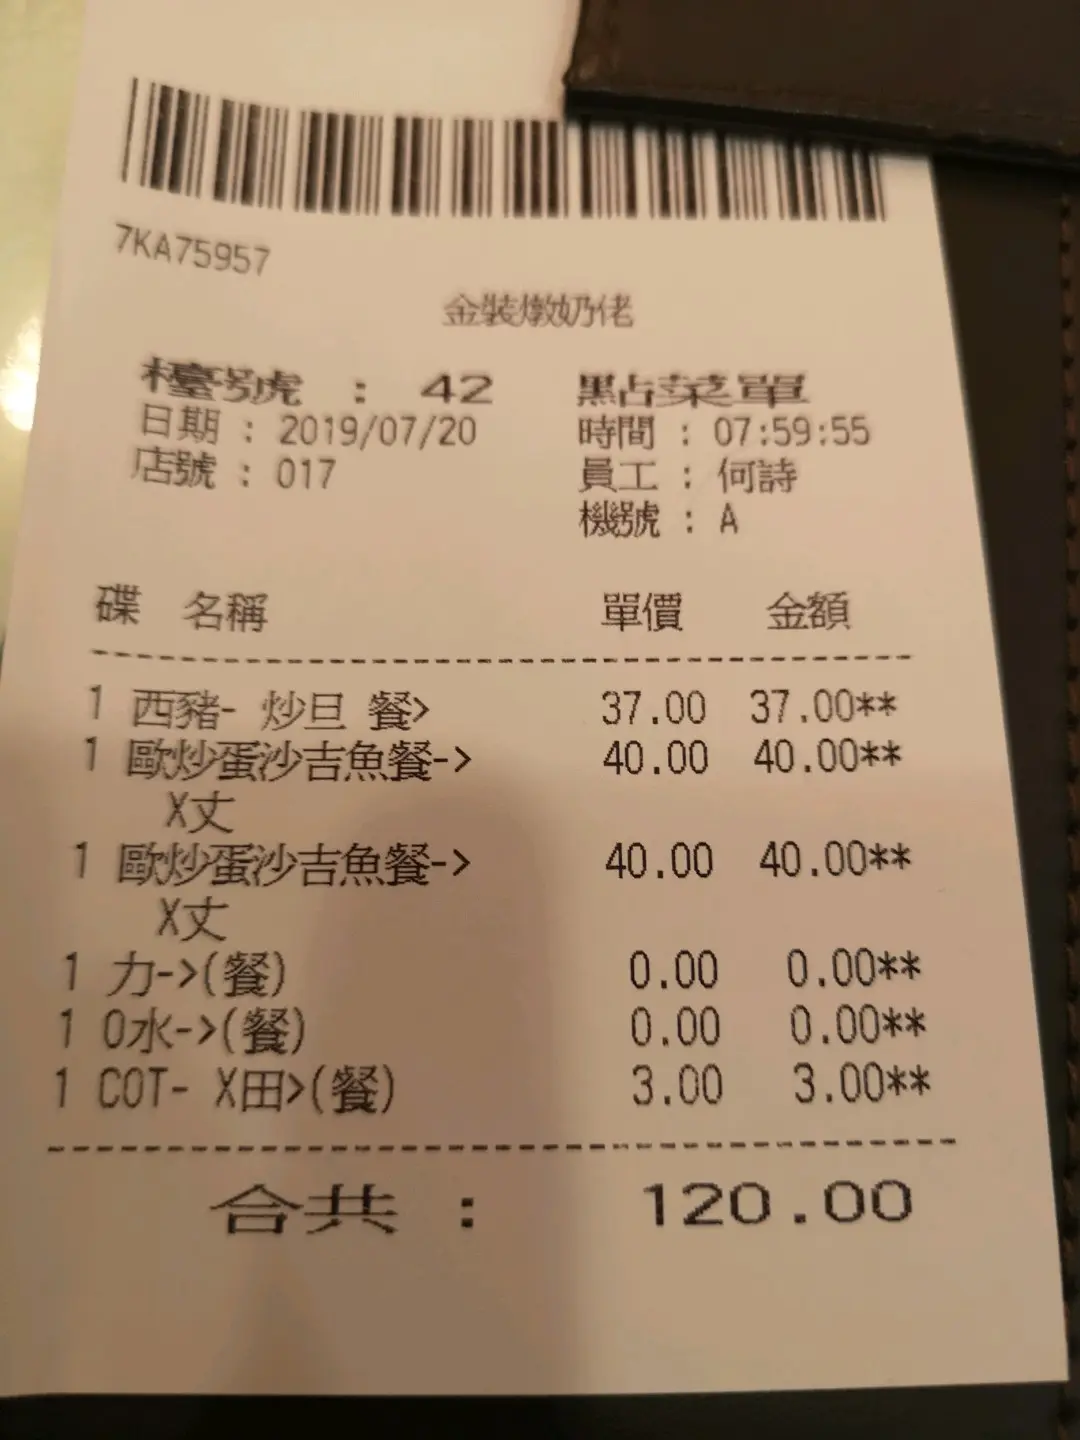 7KA75957
金裝燉奶佬
檯號 : 42 點菜單
日期 : 2019/07/20 時間 : 07:59:55
店號 : 017 員工 : 何詩
機號 : A
碟 名稱 單價 金額
1 西豬- 炒旦 餐> 37.00 37.00**
1 歐炒蛋沙吉魚餐-> 40.00 40.00**
X丈
1 歐炒蛋沙吉魚餐-> 40.00 40.00**
X丈
1 力->(餐) 0.00 0.00**
1 O水->(餐) 0.00 0.00**
1 COT- X田>(餐) 3.00 3.00**
合共 : 120.00